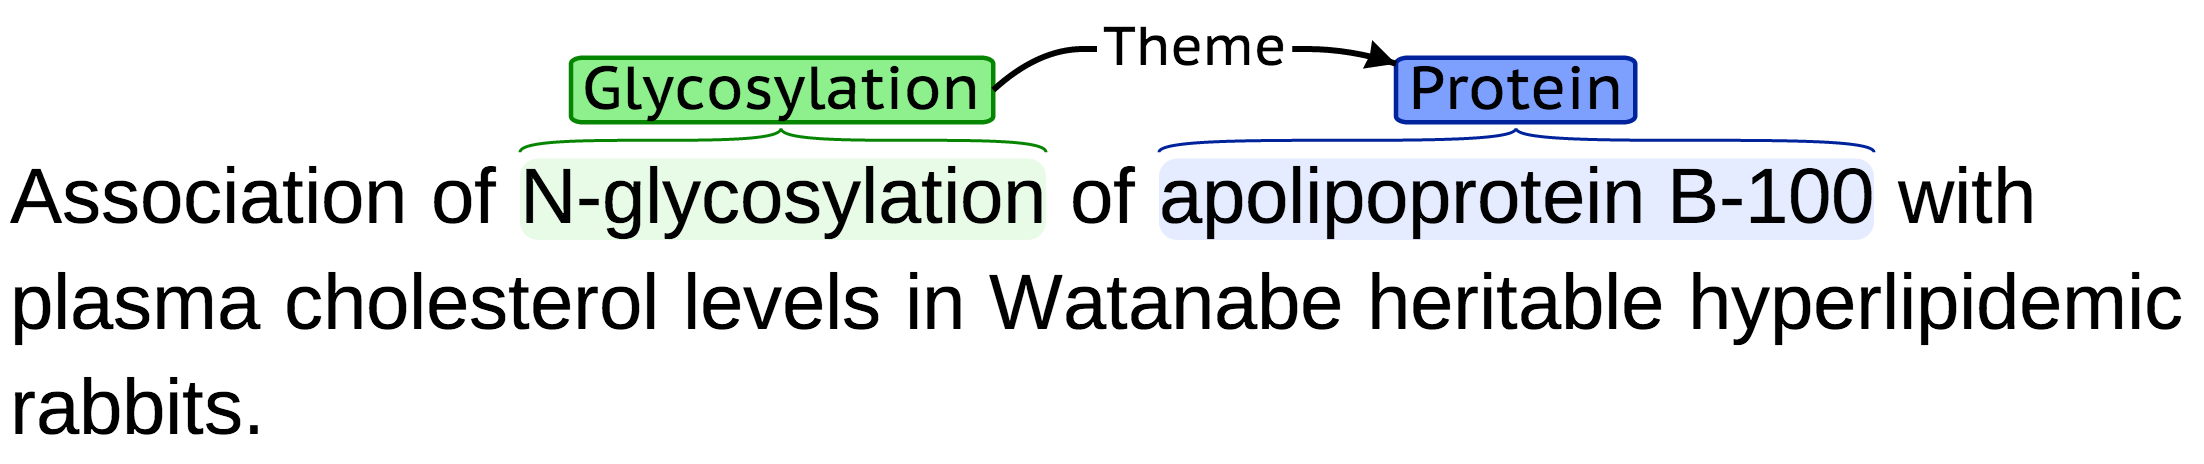 Theme
Glycosylation Protein
Association of N-glycosylation of apolipoprotein B-100 with
plasma cholesterol levels in Watanabe heritable hyperlipidemic
rabbits.